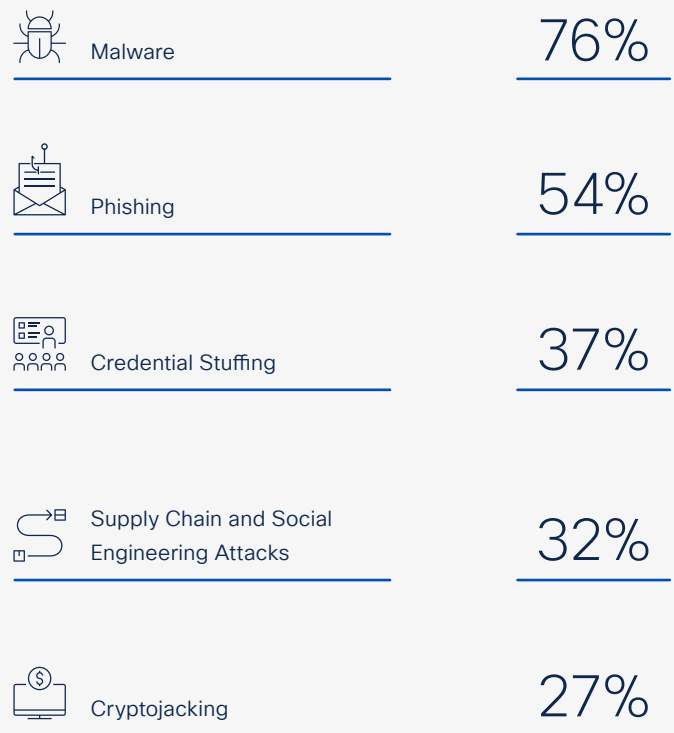 Malware 76%
Phishing 54%
Credential Stuffing 37%
Supply Chain and Social
Engineering Attacks 32%
Cryptojacking 27%